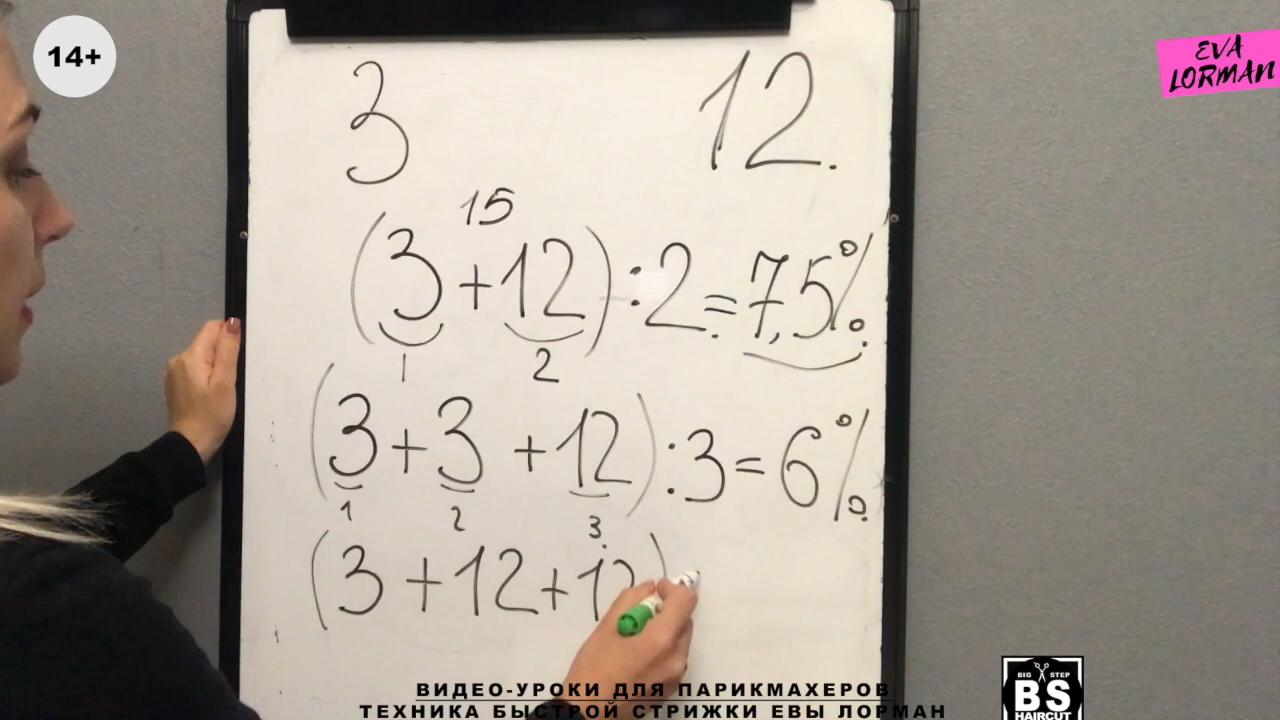 14+
EVA
LORMAN
3 12.
15
(3+12):2=7,5%.
1 2
(3+3+12):3=6%.
1 2 3.
(3+12+12)
ВИДЕО-УРОКИ ДЛЯ ПАРИКМАХЕРОВ
ТЕХНИКА БЫСТРОЙ СТРИЖКИ ЕВЫ ЛОРМАН
BIG STEP
BS
HAIRCUT